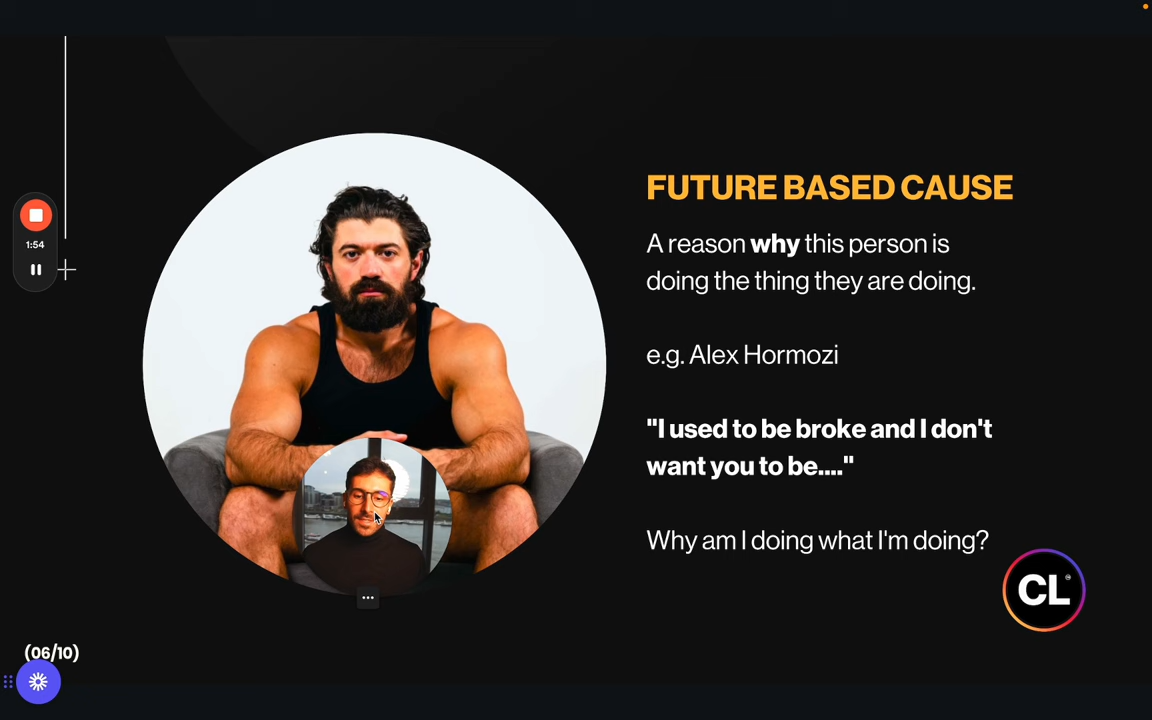 FUTURE BASED CAUSE
A reason why this person is
doing the thing they are doing.
e.g. Alex Hormozi
"I used to be broke and I don't
want you to be...."
Why am I doing what I'm doing?
1:54
CL
(06/10)